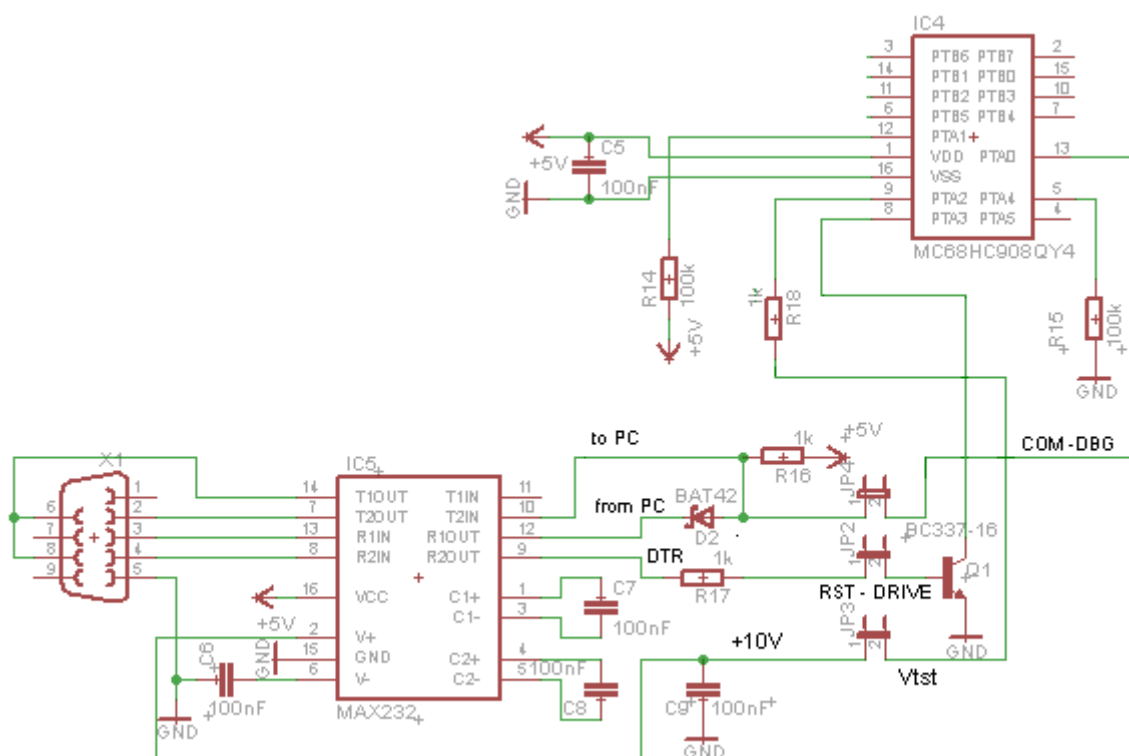 IC4
3 PTB6 PTB7 2
14 PTB1 PTB0 15
11 PTB2 PTB3 10
6 PTB5 PTB4 7
12 PTA1
1 VDD PTA0 13
16 VSS
9 PTA2 PTA4 5
8 PTA3 PTA5 4
MC68HC908QY4
+5V
C5
100nF
GND
R14
100k
+5V
1k
R18
R15
100k
GND
to PC
1k
R16
+5V
COM-DBG
JP4
1
2
from PC
BAT42
D2
DTR
1k
R17
JP2
1
2
BC337-16
Q1
RST - DRIVE
GND
JP3
1
2
+10V
Vtst
X1
1
6
2
7
3
8
4
9
5
IC5
14 T1OUT T1IN 11
7 T2OUT T2IN 10
13 R1IN R1OUT 12
8 R2IN R2OUT 9
16 VCC C1+ 1
C1- 3
2 V+
15 GND C2+ 4
6 V- C2- 5
MAX232
+5V
GND
C6
100nF
GND
C7
100nF
100nF
C8
C9
100nF
GND